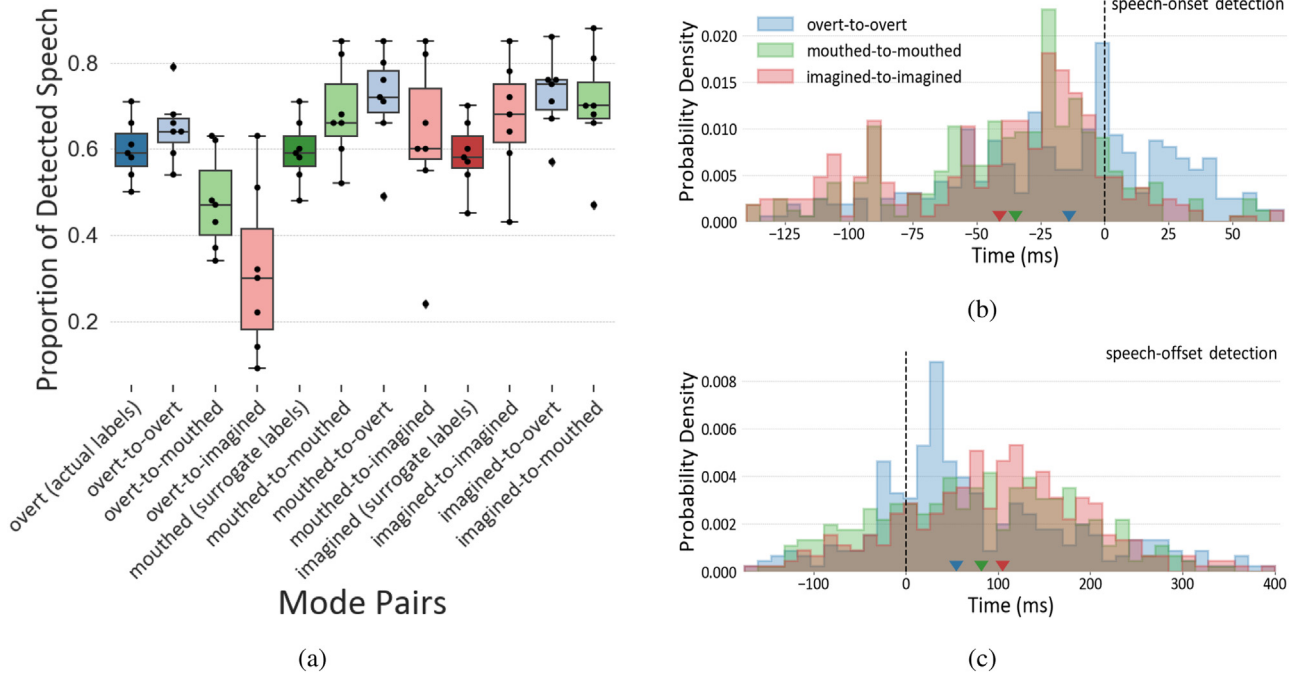 Proportion of Detected Speech
0.8
0.6
0.4
0.2
overt (actual labels)
overt-to-overt
overt-to-mouthed
overt-to-imagined
mouthed (surrogate labels)
mouthed-to-mouthed
mouthed-to-overt
mouthed-to-imagined
imagined (surrogate labels)
imagined-to-imagined
imagined-to-overt
imagined-to-mouthed
Mode Pairs
(a)
speech-onset detection
overt-to-overt
mouthed-to-mouthed
imagined-to-imagined
Probability Density
0.020
0.015
0.010
0.005
0.000
−125 −100 −75 −50 −25 0 25 50
Time (ms)
(b)
speech-offset detection
Probability Density
0.008
0.006
0.004
0.002
0.000
−100 0 100 200 300 400
Time (ms)
(c)